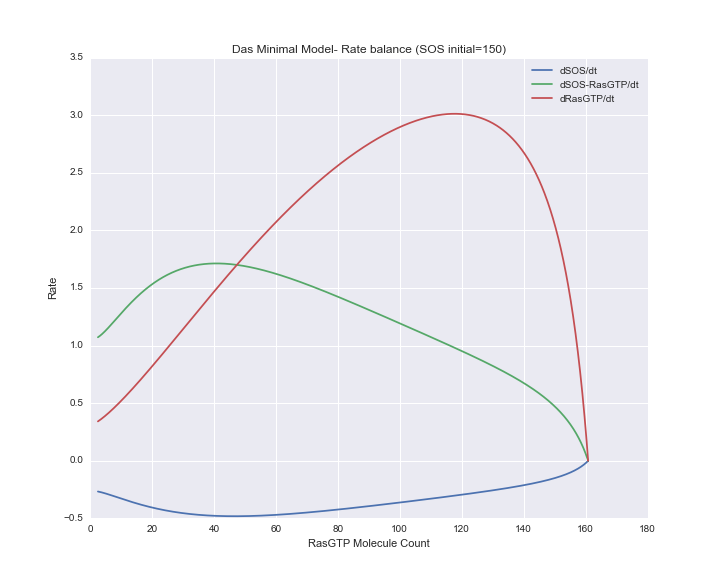 Das Minimal Model- Rate balance (SOS initial=150)
3.5
3.0
2.5
2.0
1.5
1.0
0.5
0.0
−0.5
Rate
dSOS/dt
dSOS-RasGTP/dt
dRasGTP/dt
0 20 40 60 80 100 120 140 160 180
RasGTP Molecule Count